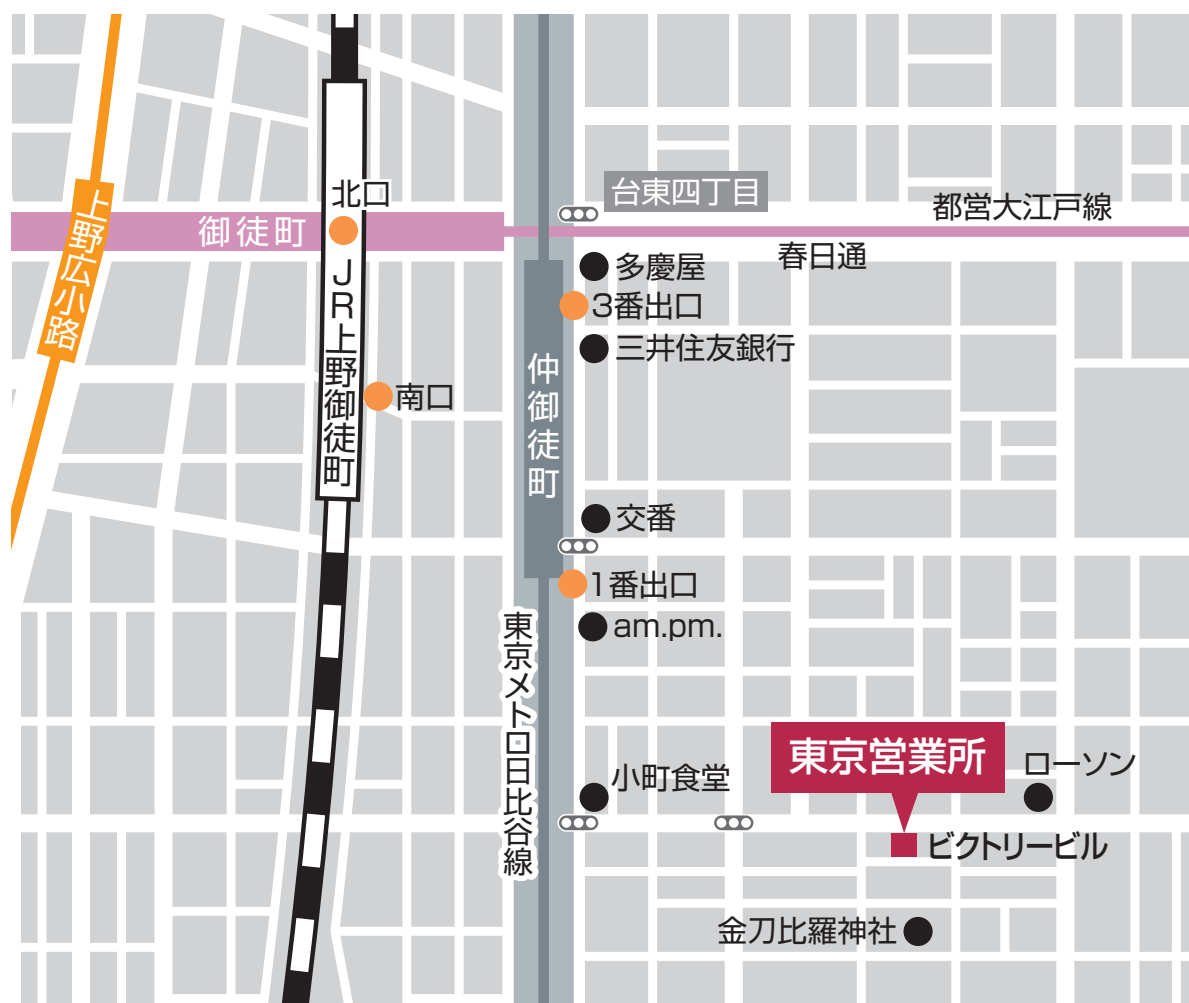 北口
台東四丁目
都営大江戸線
御徒町
上野広小路
春日通
多慶屋
3番出口
JR上野御徒町
三井住友銀行
仲御徒町
南口
交番
1番出口
am.pm.
東京メトロ日比谷線
東京営業所
小町食堂
ローソン
ビクトリービル
金刀比羅神社